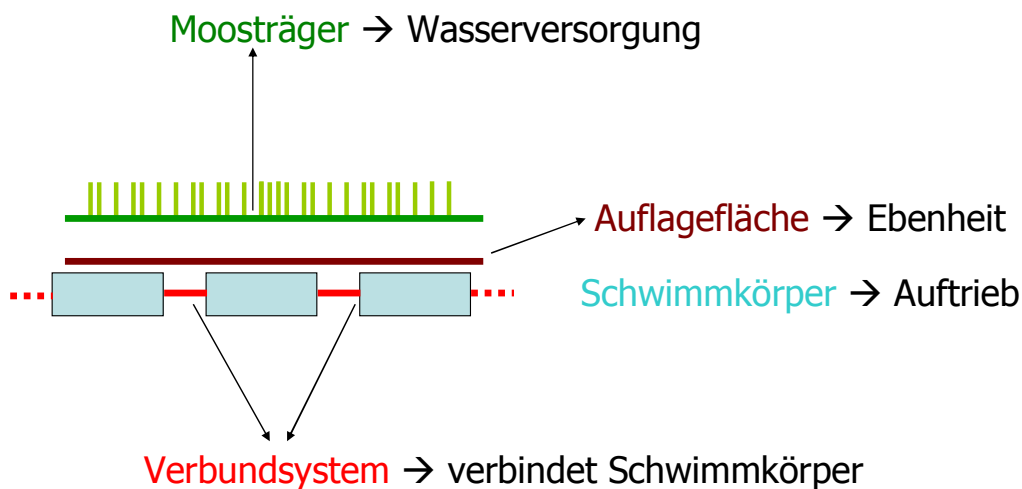 Moosträger → Wasserversorgung
Auflagefläche → Ebenheit
Schwimmkörper → Auftrieb
Verbundsystem → verbindet Schwimmkörper